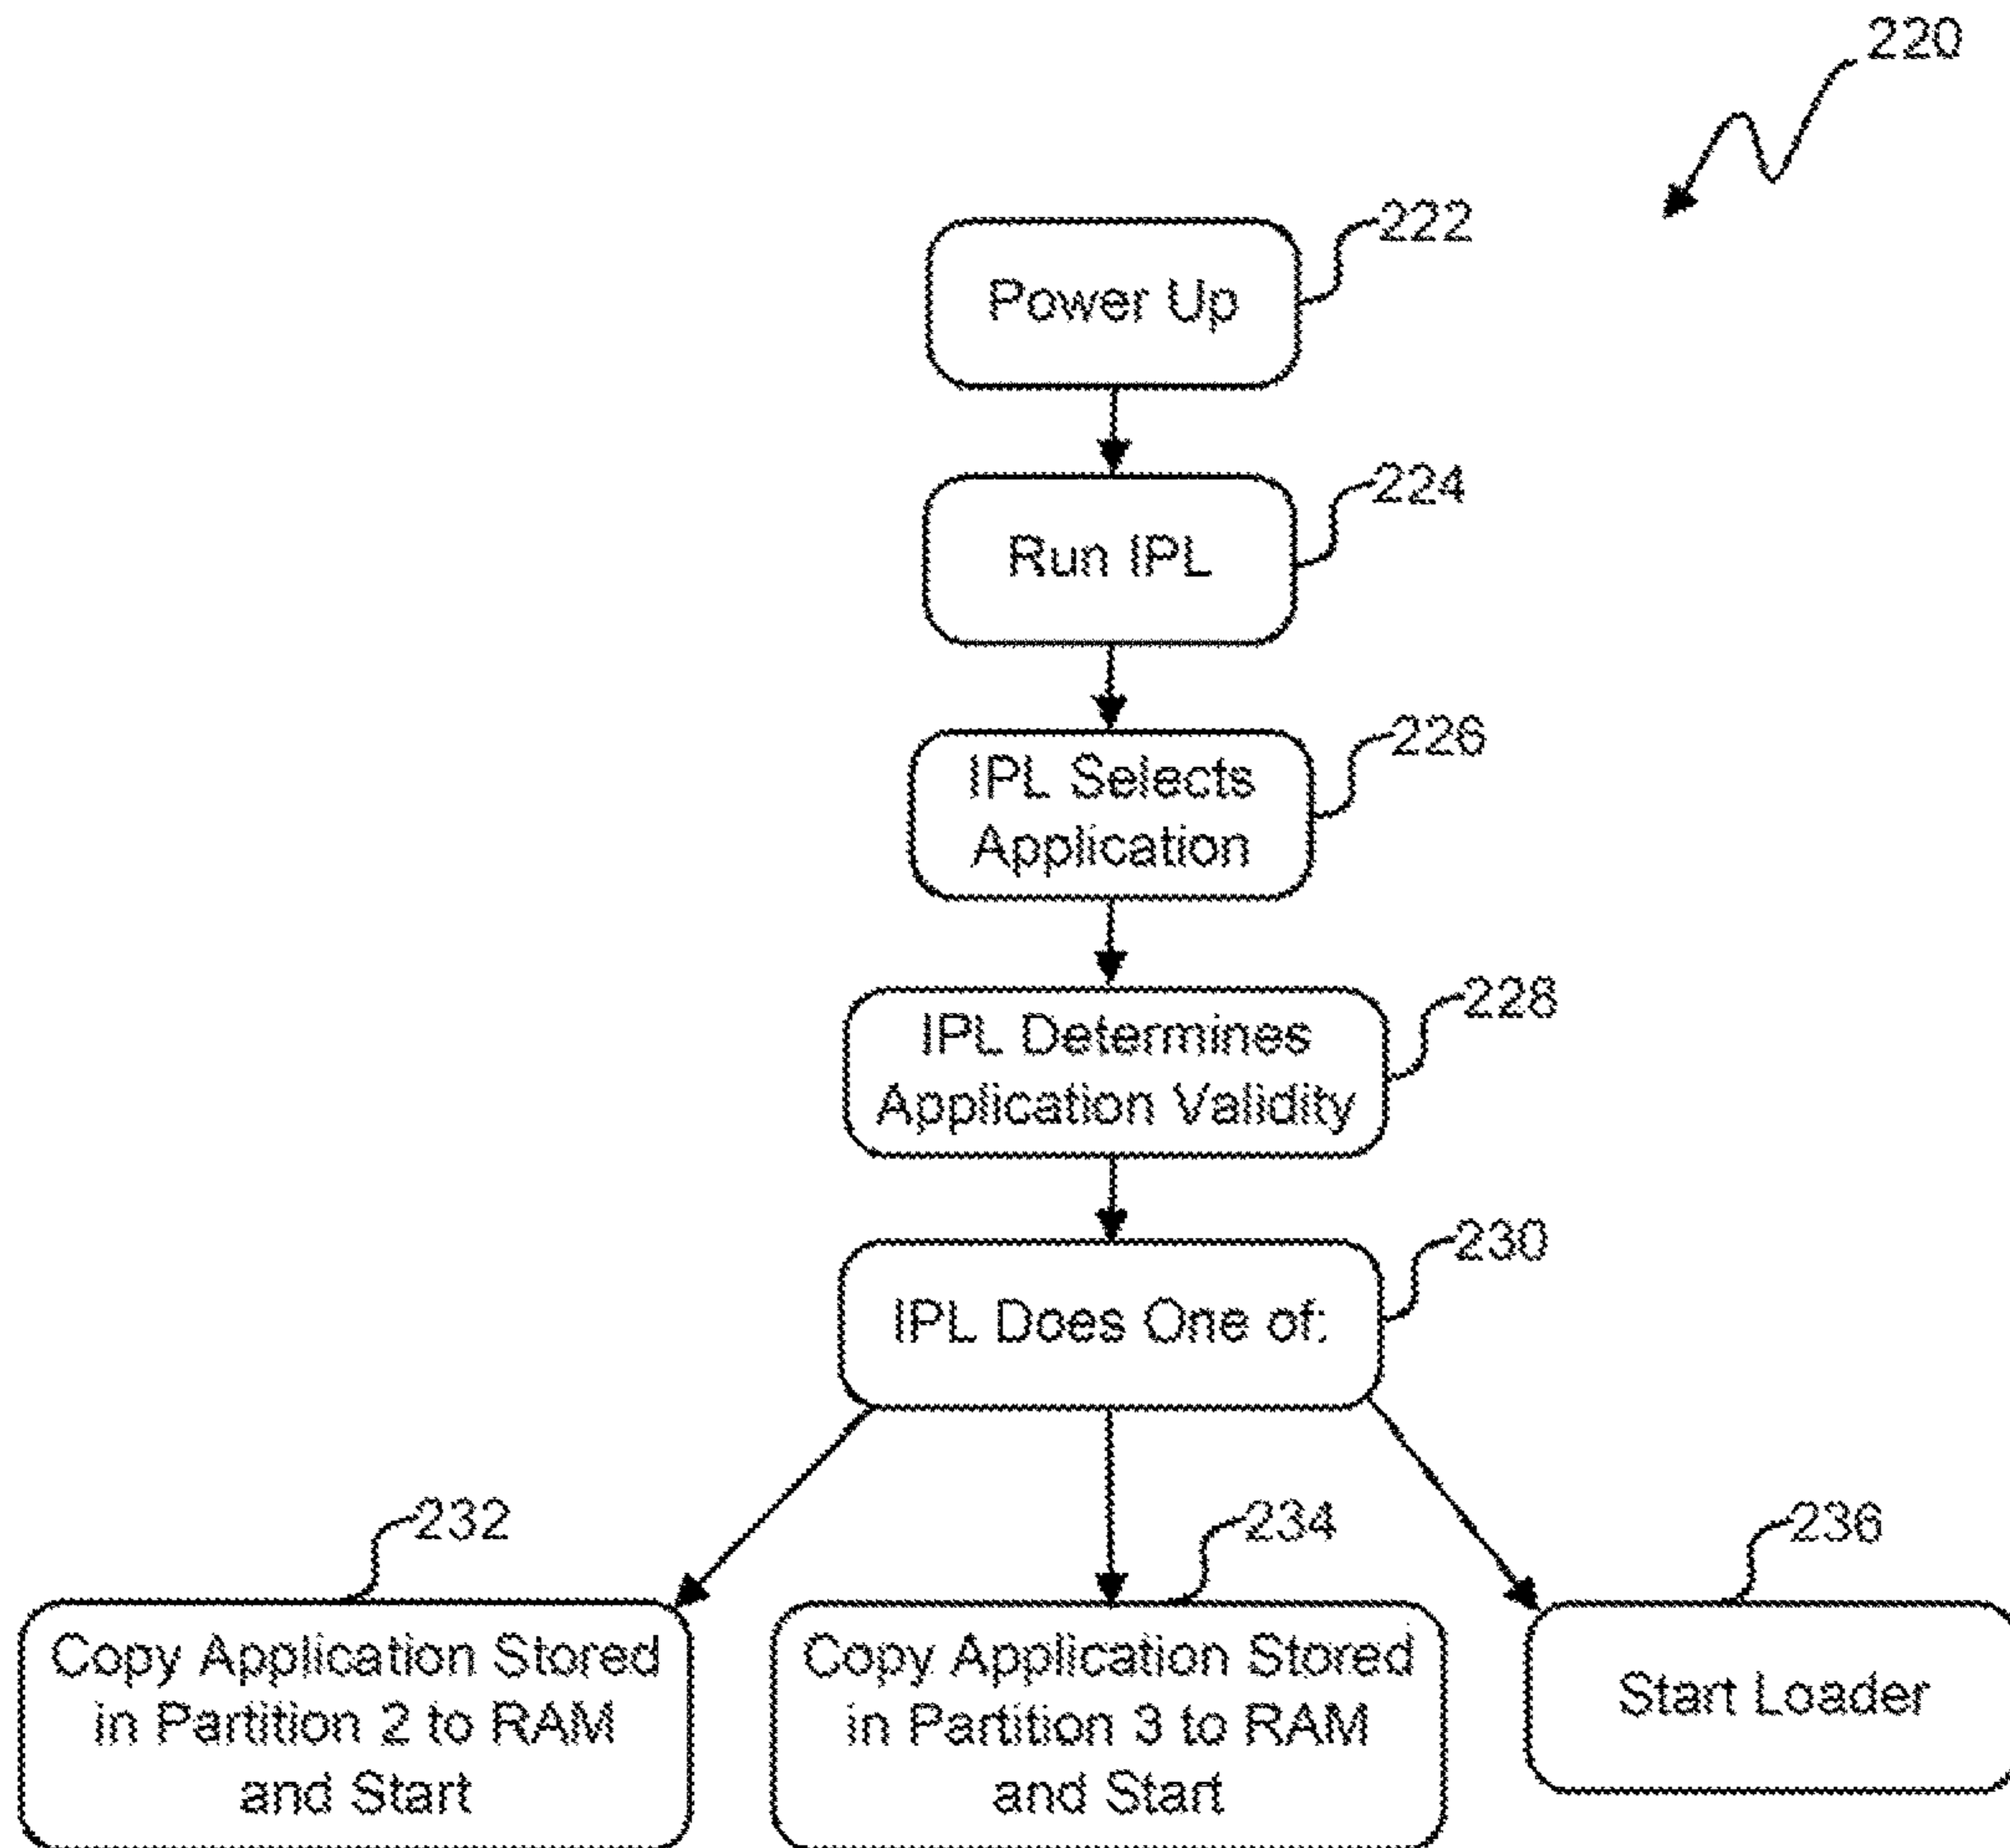 220
222
Power Up
224
Run IPL
226
IPL Selects
Application
228
IPL Determines
Application Validity
230
IPL Does One of:
232
Copy Application Stored
in Partition 2 to RAM
and Start
234
Copy Application Stored
in Partition 3 to RAM
and Start
236
Start Loader